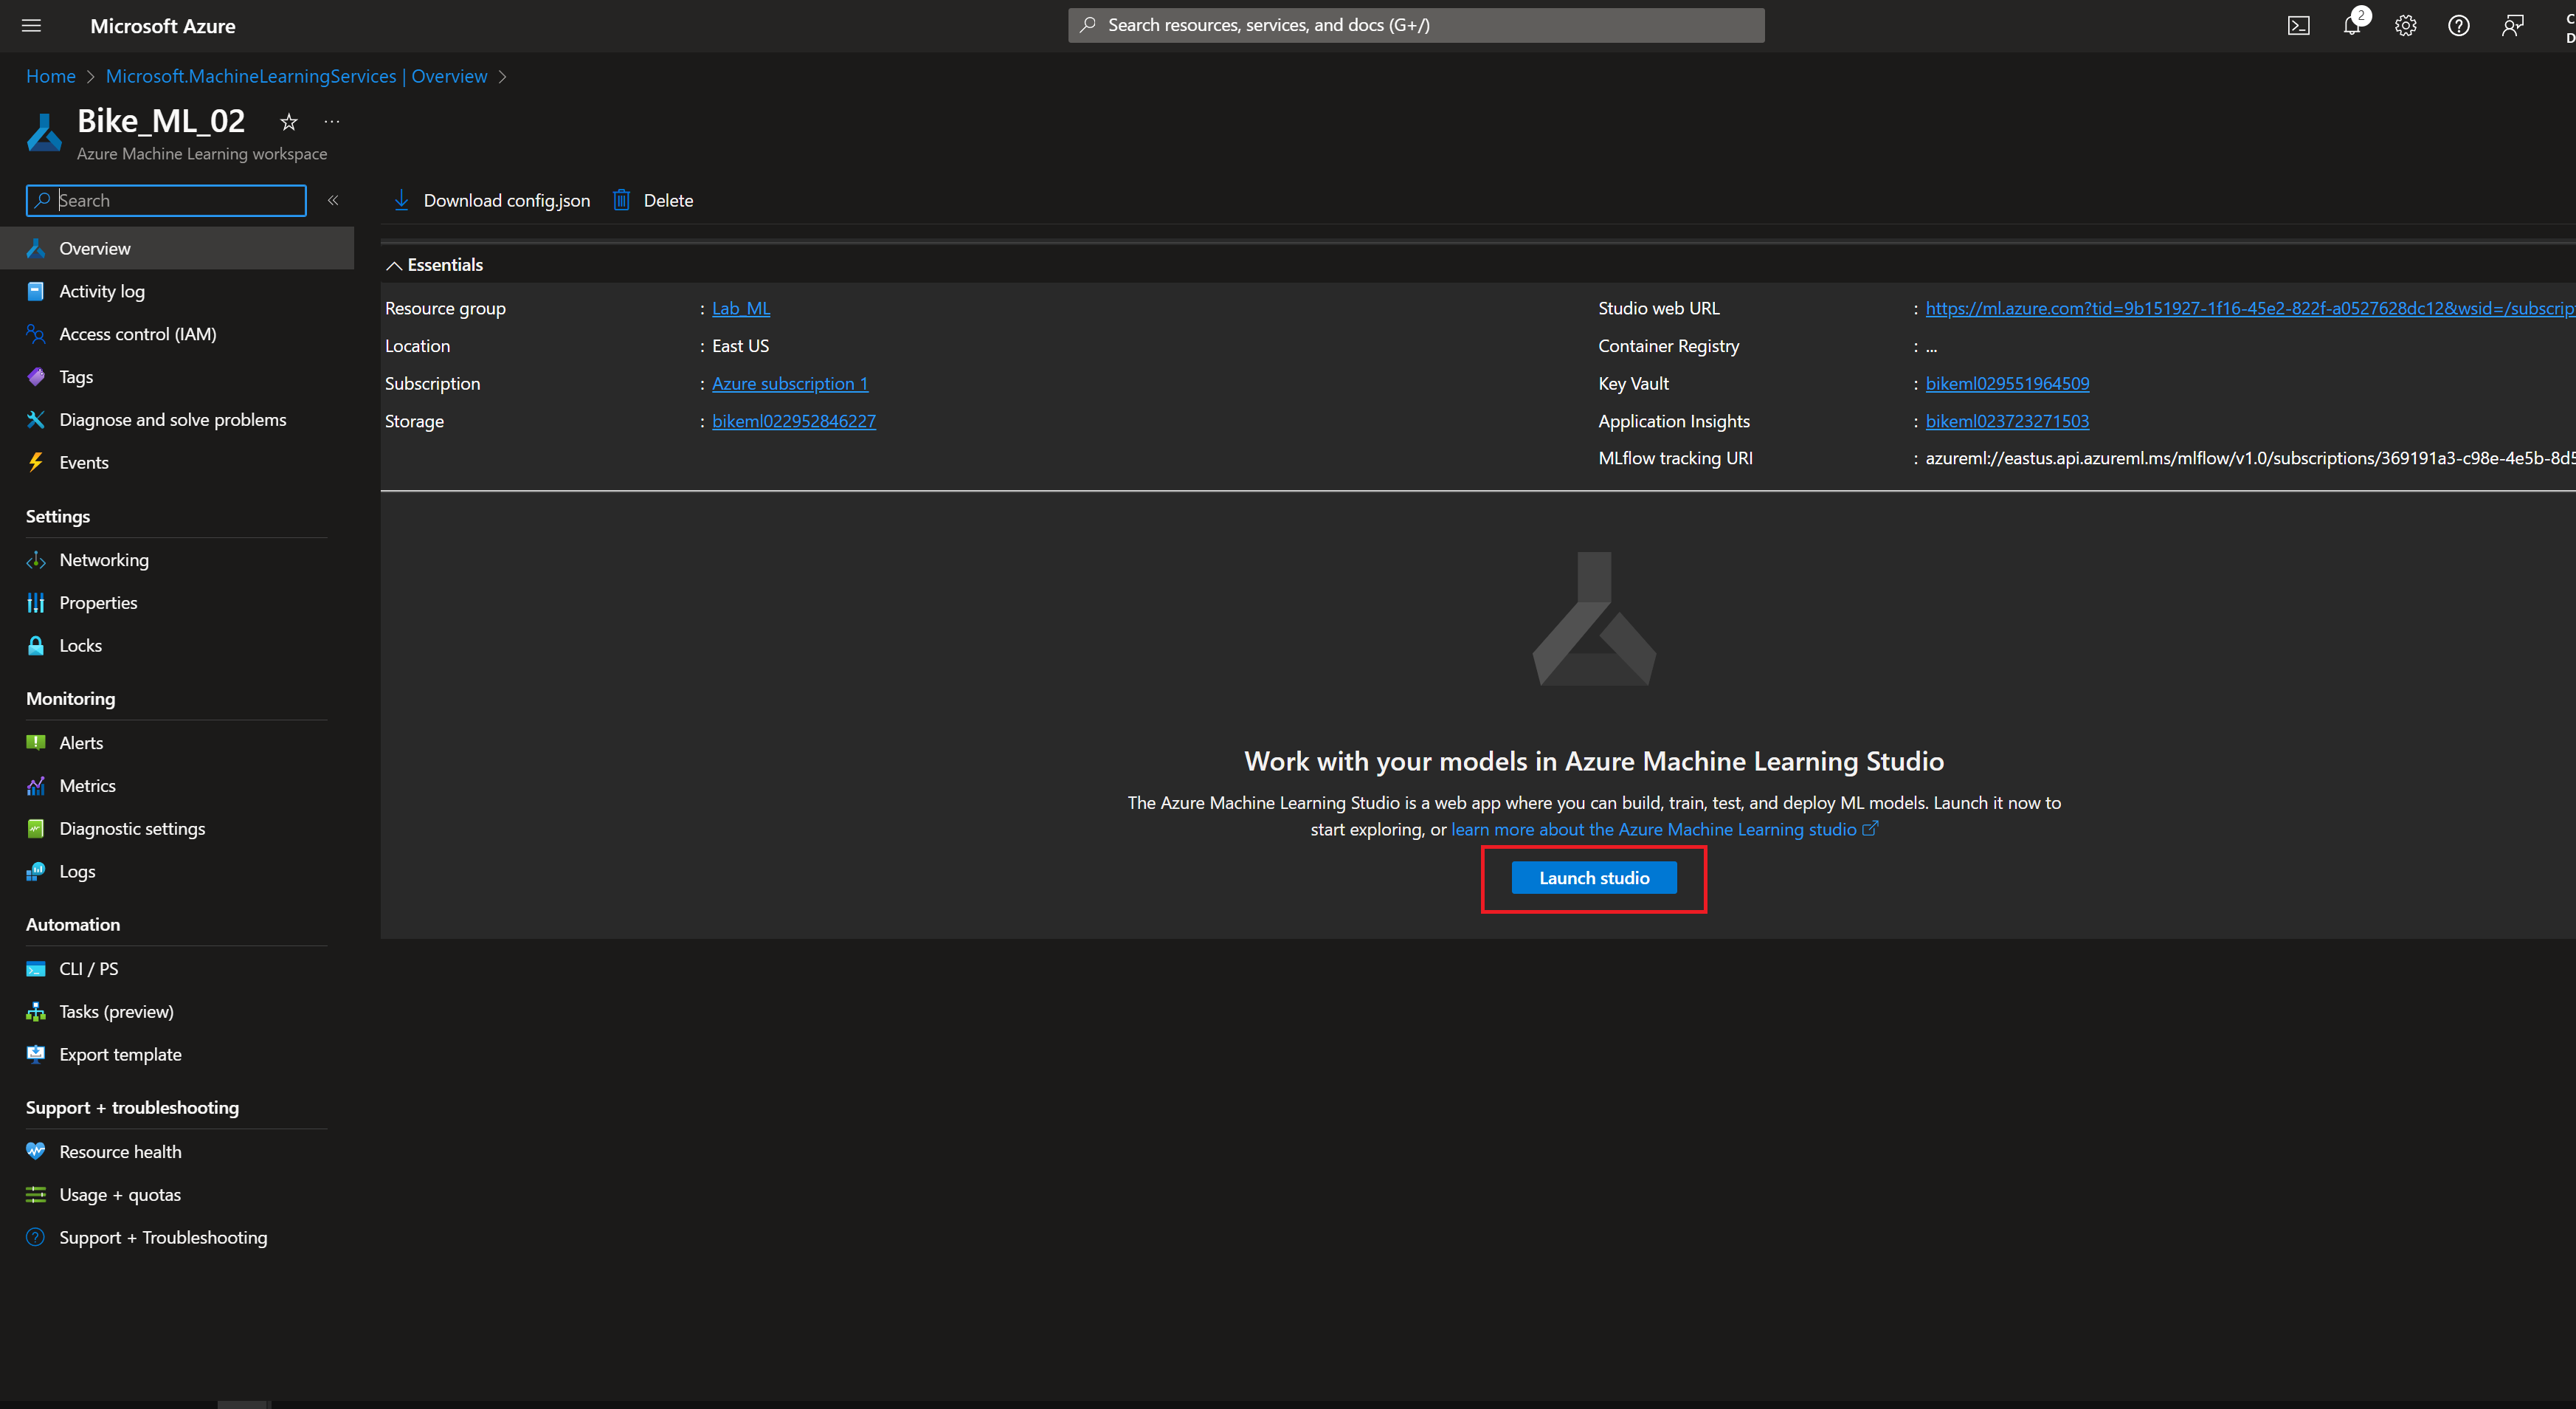 Microsoft Azure
Search resources, services, and docs (G+/)
2
Home > Microsoft.MachineLearningServices | Overview >
Bike_ML_02
Azure Machine Learning workspace
Search
Download config.json
Delete
Overview
Activity log
Access control (IAM)
Tags
Diagnose and solve problems
Events
Settings
Networking
Properties
Locks
Monitoring
Alerts
Metrics
Diagnostic settings
Logs
Automation
CLI / PS
Tasks (preview)
Export template
Support + troubleshooting
Resource health
Usage + quotas
Support + Troubleshooting
Essentials
Resource group : Lab_ML
Location : East US
Subscription : Azure subscription 1
Storage : bikeml022952846227
Studio web URL : https://ml.azure.com?tid=9b151927-1f16-45e2-822f-a0527628dc12&wsid=/subscrip
Container Registry : ...
Key Vault : bikeml029551964509
Application Insights : bikeml023723271503
MLflow tracking URI : azureml://eastus.api.azureml.ms/mlflow/v1.0/subscriptions/369191a3-c98e-4e5b-8d5
Work with your models in Azure Machine Learning Studio
The Azure Machine Learning Studio is a web app where you can build, train, test, and deploy ML models. Launch it now to
start exploring, or learn more about the Azure Machine Learning studio
Launch studio